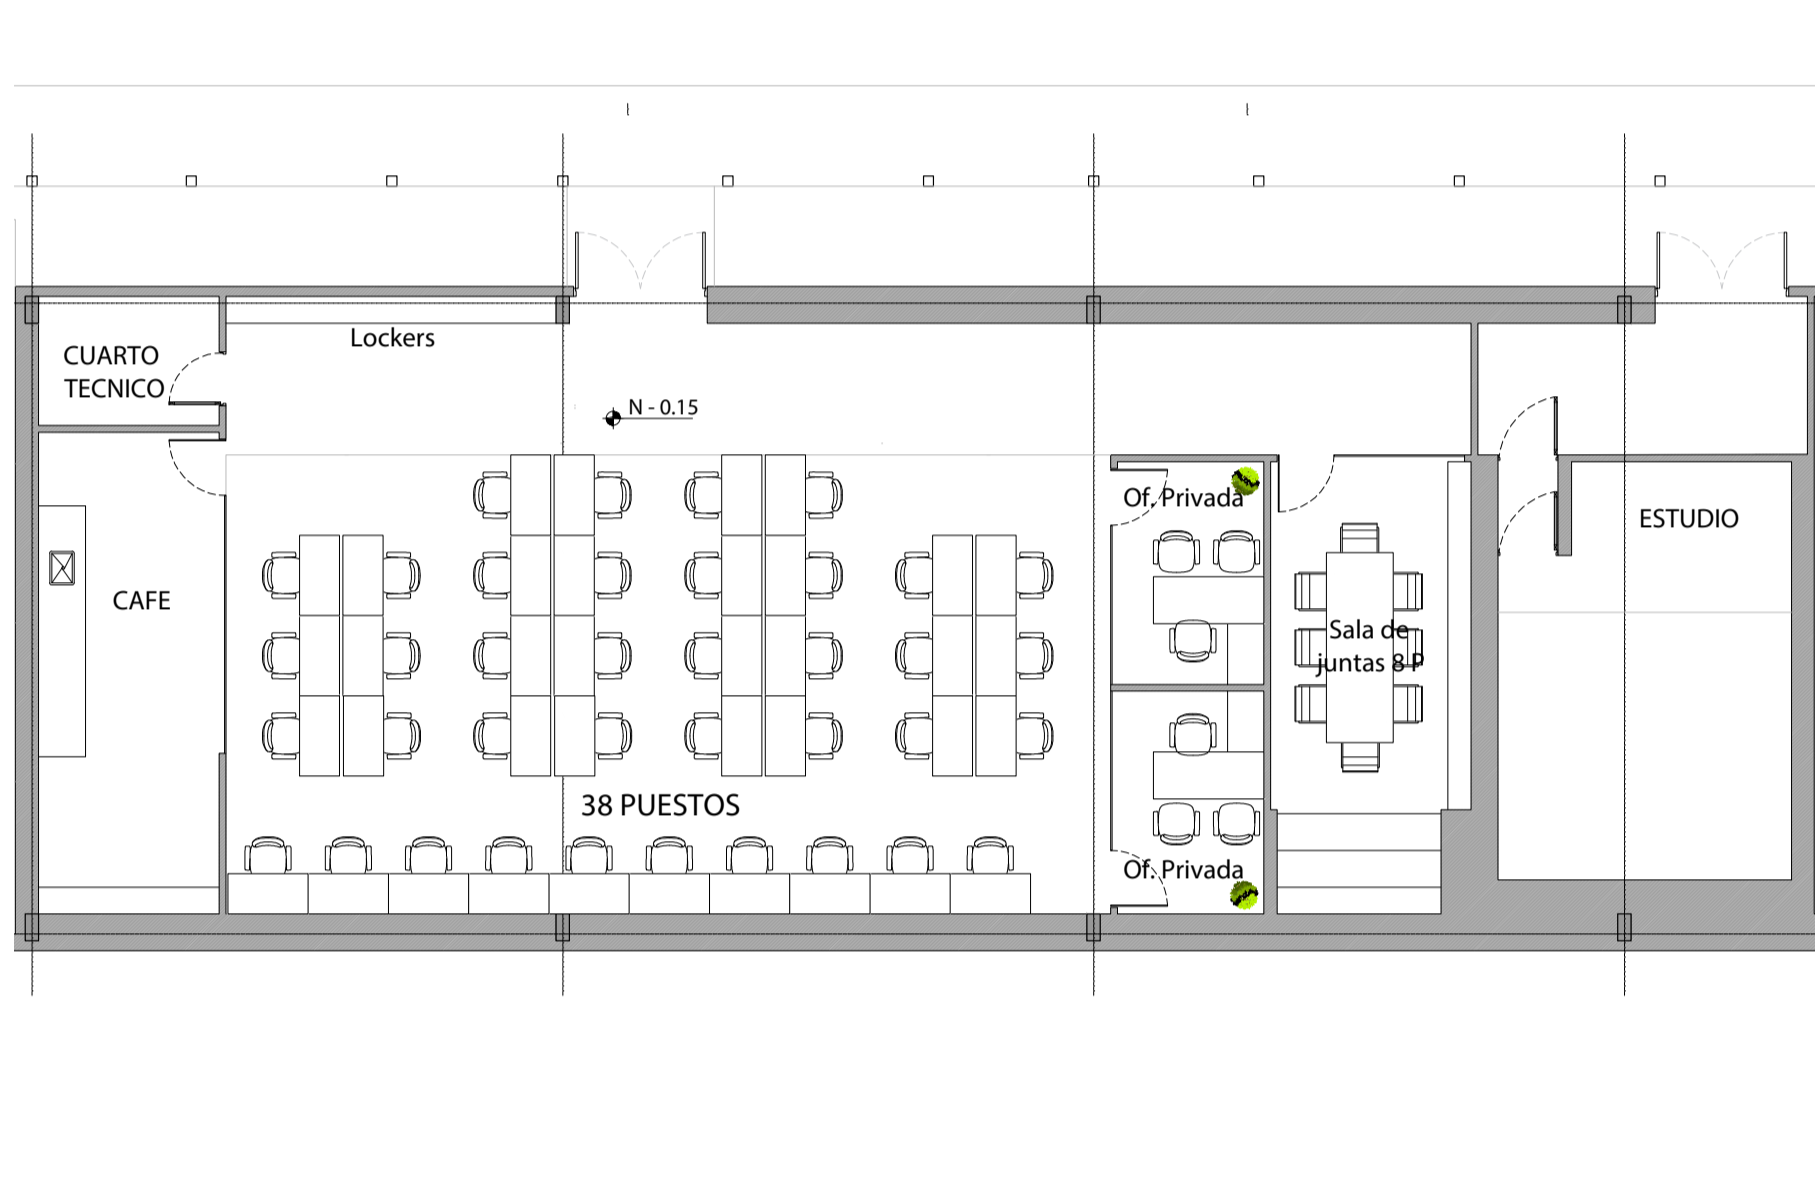 Lockers
CUARTO
TECNICO
N - 0.15
Of. Privada
ESTUDIO
CAFE
Sala de
juntas 8 P
38 PUESTOS
Of. Privada